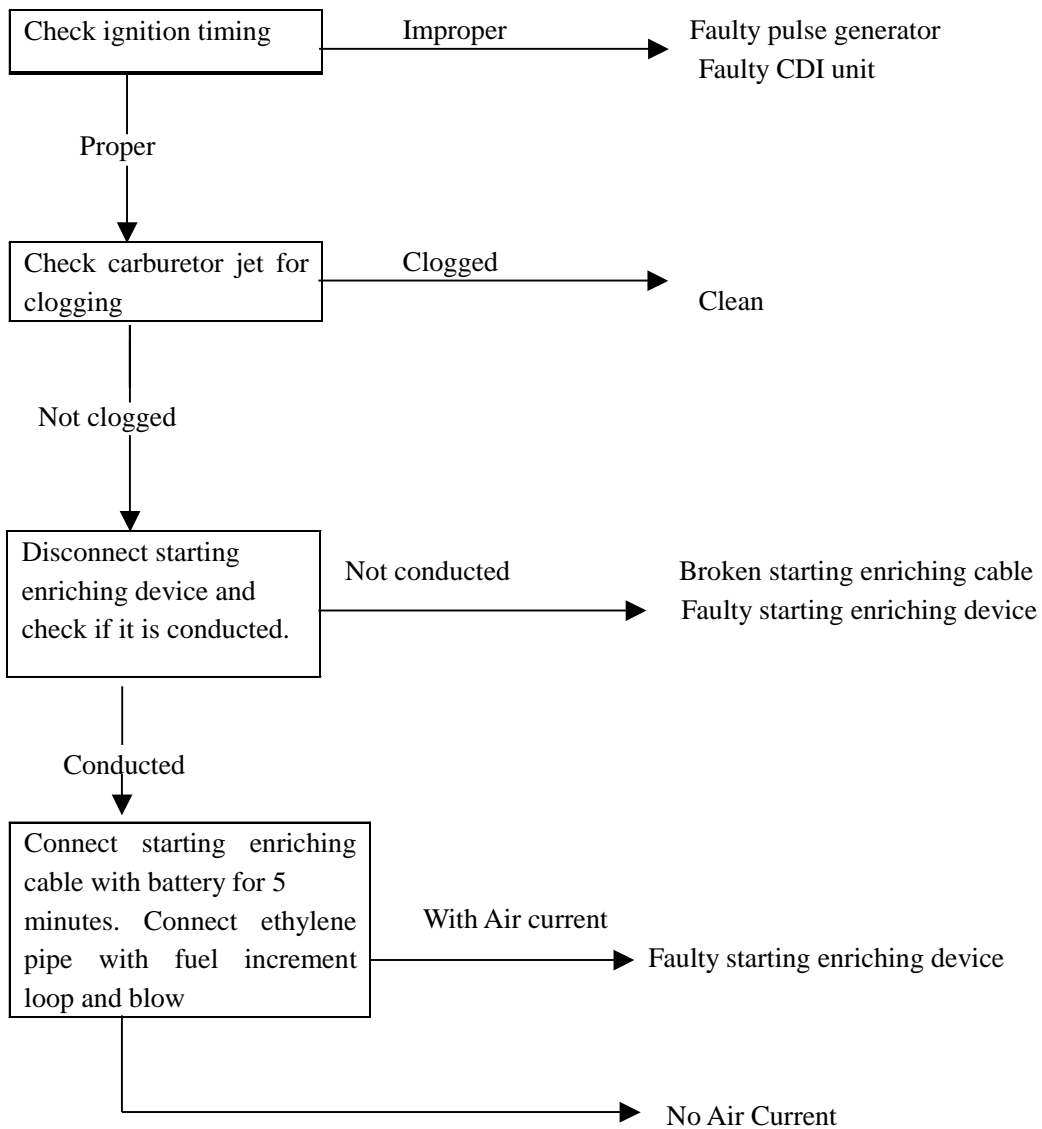 Check ignition timing
Improper
Faulty pulse generator
Faulty CDI unit
Proper
Check carburetor jet for
clogging
Clogged
Clean
Not clogged
Disconnect starting
enriching device and
check if it is conducted.
Not conducted
Broken starting enriching cable
Faulty starting enriching device
Conducted
Connect starting enriching
cable with battery for 5
minutes. Connect ethylene
pipe with fuel increment
loop and blow
With Air current
Faulty starting enriching device
No Air Current